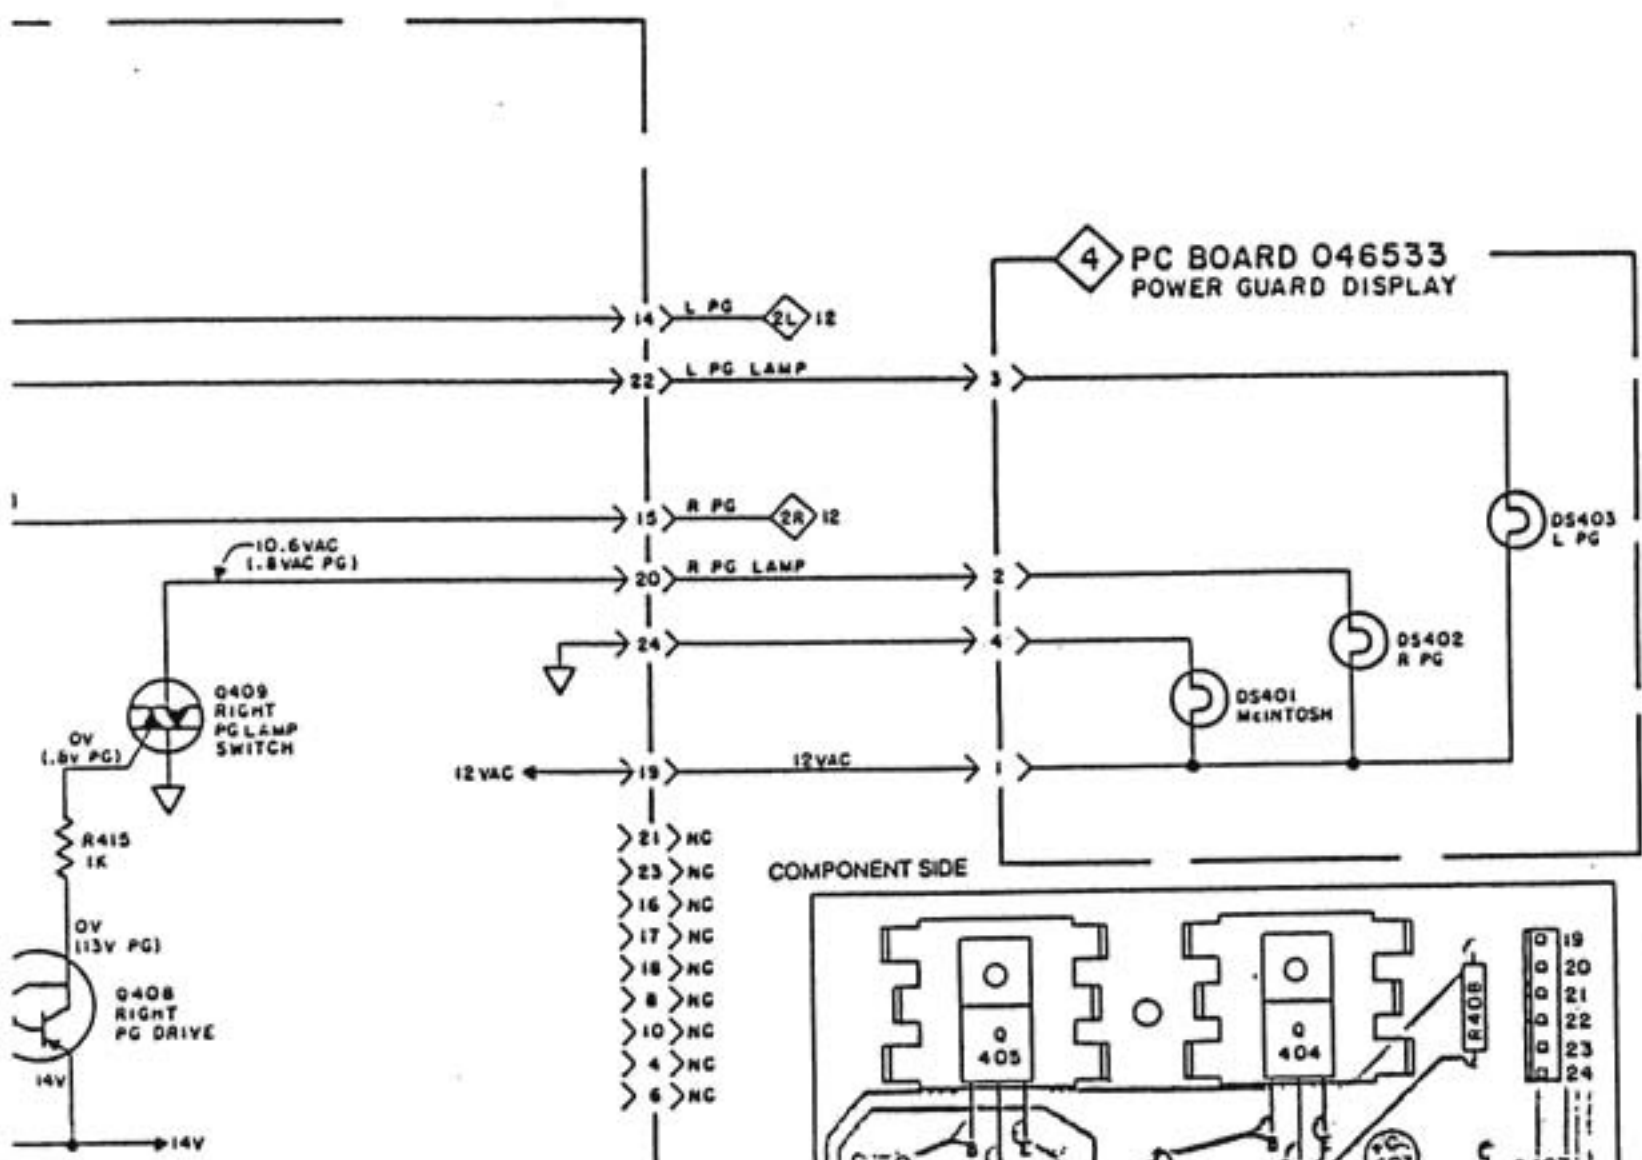 4 PC BOARD 046533
POWER GUARD DISPLAY
14 L PG 2L 12
22 L PG LAMP 3
15 R PG 2R 12
DS403
L PG
10.6VAC
(.8VAC PG)
20 R PG LAMP 2
24 4
DS402
R PG
Q409
RIGHT
PG LAMP
SWITCH
DS401
McINTOSH
0V
(.6V PG)
12VAC 19 12VAC 1
R415
1K
21 NC
23 NC
16 NC
17 NC
18 NC
8 NC
10 NC
4 NC
6 NC
0V
(13V PG)
Q408
RIGHT
PG DRIVE
14V
14V
COMPONENT SIDE
Q
405
Q
404
R408
19
20
21
22
23
24
B
E
B
E